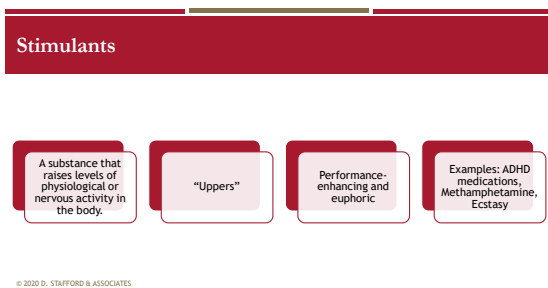 Stimulants
A substance that
raises levels of
physiological or
nervous activity in
the body.
“Uppers”
Performance-
enhancing and
euphoric
Examples: ADHD
medications,
Methamphetamine,
Ecstasy
© 2020 D. STAFFORD & ASSOCIATES